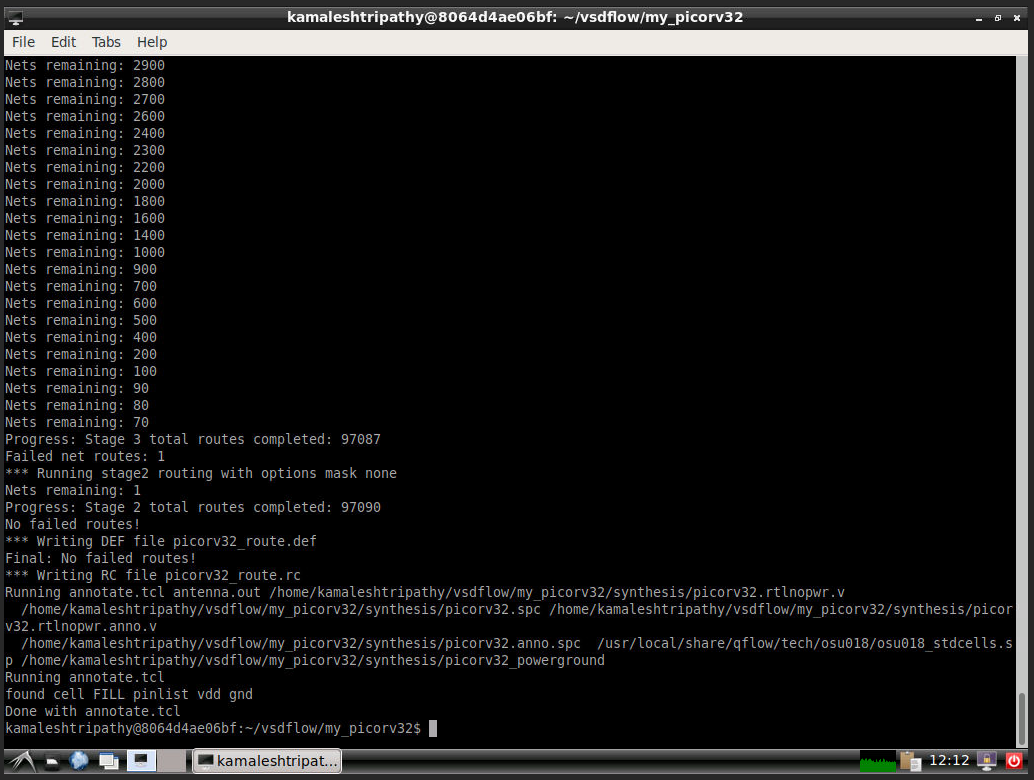 kamaleshtripathy@8064d4ae06bf: ~/vsdflow/my_picorv32
File Edit Tabs Help
Nets remaining: 2900
Nets remaining: 2800
Nets remaining: 2700
Nets remaining: 2600
Nets remaining: 2400
Nets remaining: 2300
Nets remaining: 2200
Nets remaining: 2000
Nets remaining: 1800
Nets remaining: 1600
Nets remaining: 1400
Nets remaining: 1000
Nets remaining: 900
Nets remaining: 700
Nets remaining: 600
Nets remaining: 500
Nets remaining: 400
Nets remaining: 200
Nets remaining: 100
Nets remaining: 90
Nets remaining: 80
Nets remaining: 70
Progress: Stage 3 total routes completed: 97087
Failed net routes: 1
*** Running stage2 routing with options mask none
Nets remaining: 1
Progress: Stage 2 total routes completed: 97090
No failed routes!
*** Writing DEF file picorv32_route.def
Final: No failed routes!
*** Writing RC file picorv32_route.rc
Running annotate.tcl antenna.out /home/kamaleshtripathy/vsdflow/my_picorv32/synthesis/picorv32.rtlnopwr.v
/home/kamaleshtripathy/vsdflow/my_picorv32/synthesis/picorv32.spc /home/kamaleshtripathy/vsdflow/my_picorv32/synthesis/picor
v32.rtlnopwr.anno.v
/home/kamaleshtripathy/vsdflow/my_picorv32/synthesis/picorv32.anno.spc  /usr/local/share/qflow/tech/osu018/osu018_stdcells.s
p /home/kamaleshtripathy/vsdflow/my_picorv32/synthesis/picorv32_powerground
Running annotate.tcl
found cell FILL pinlist vdd gnd
Done with annotate.tcl
kamaleshtripathy@8064d4ae06bf:~/vsdflow/my_picorv32$
kamaleshtripat... 12:12